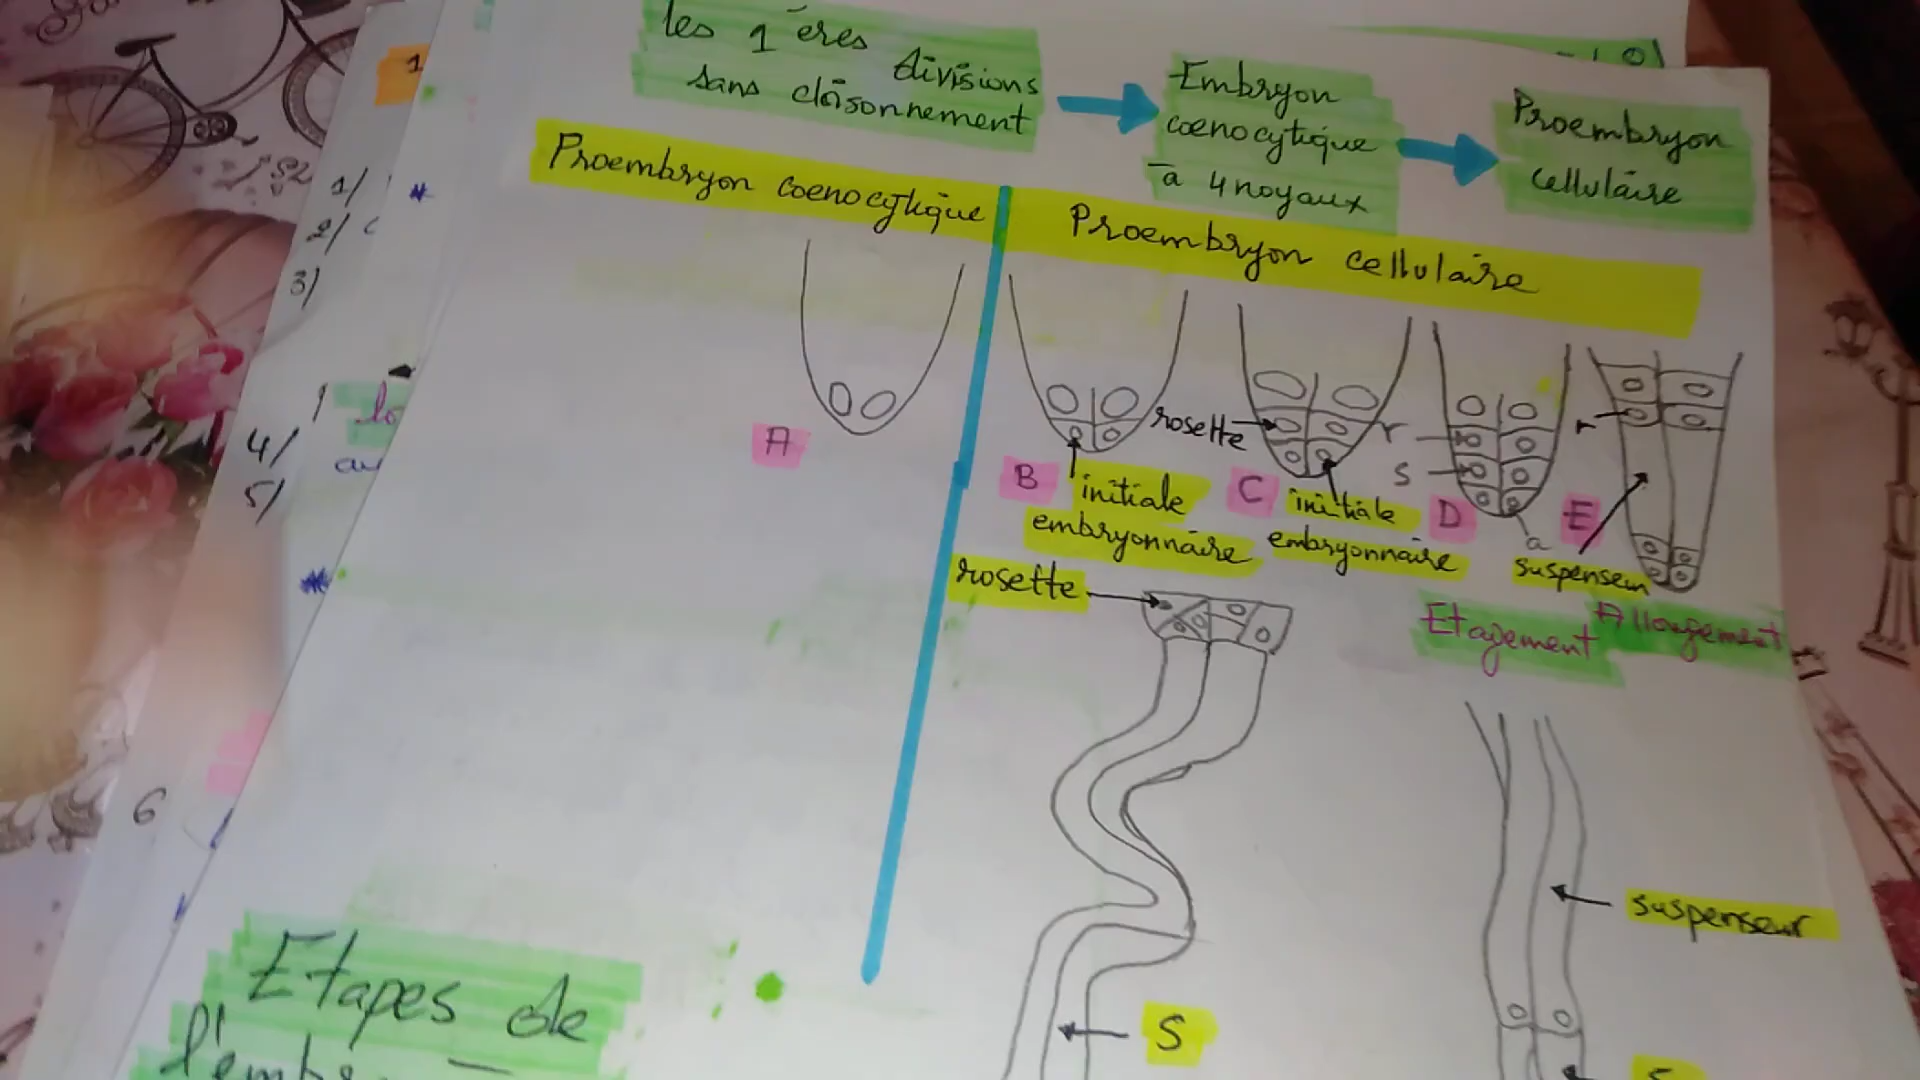 les 1ères divisions
sans cloisonnement
Embryon
coenocytique
à 4 noyaux
Proembryon
cellulaire
Proembryon coenocytique
Proembryon cellulaire
A
B
initiale
embryonnaire
rosette
C
initiale
embryonnaire
r
S
D
a
r
E
suspenseur
Etagement
Allongement
rosette
suspenseur
S
S
Etapes de
1
1/
2/
3/
4/
5/
6